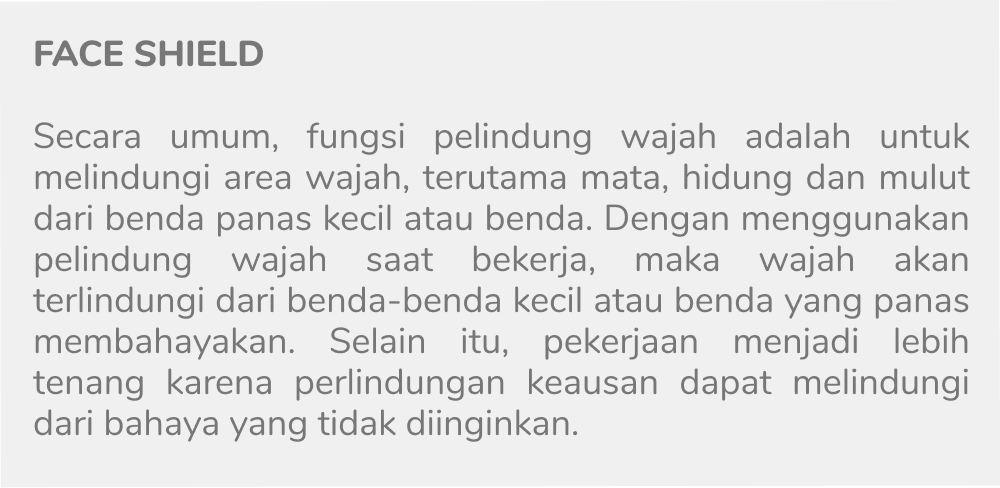 FACE SHIELD
Secara umum, fungsi pelindung wajah adalah untuk
melindungi area wajah, terutama mata, hidung dan mulut
dari benda panas kecil atau benda. Dengan menggunakan
pelindung wajah saat bekerja, maka wajah akan
terlindungi dari benda-benda kecil atau benda yang panas
membahayakan. Selain itu, pekerjaan menjadi lebih
tenang karena perlindungan keausan dapat melindungi
dari bahaya yang tidak diinginkan.